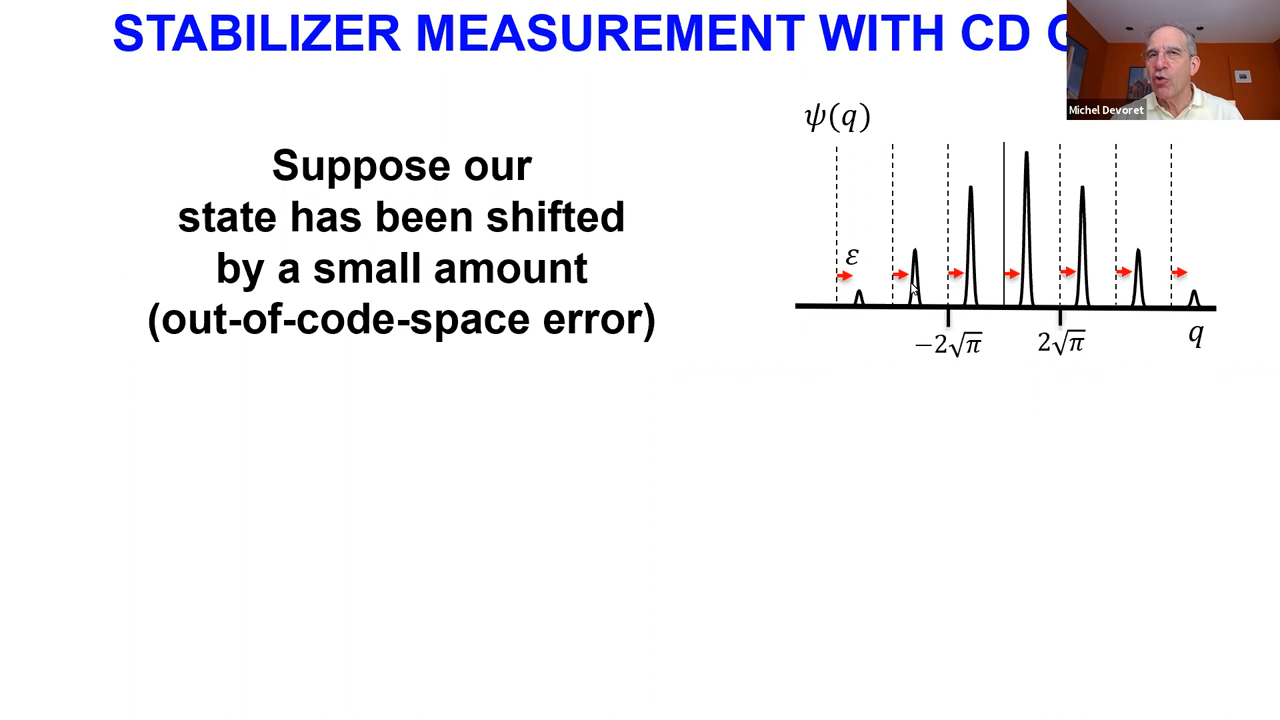 STABILIZER MEASUREMENT WITH CD
Michel Devoret
ψ(q)
Suppose our
state has been shifted
by a small amount
(out-of-code-space error)
ε
−2√π
2√π
q